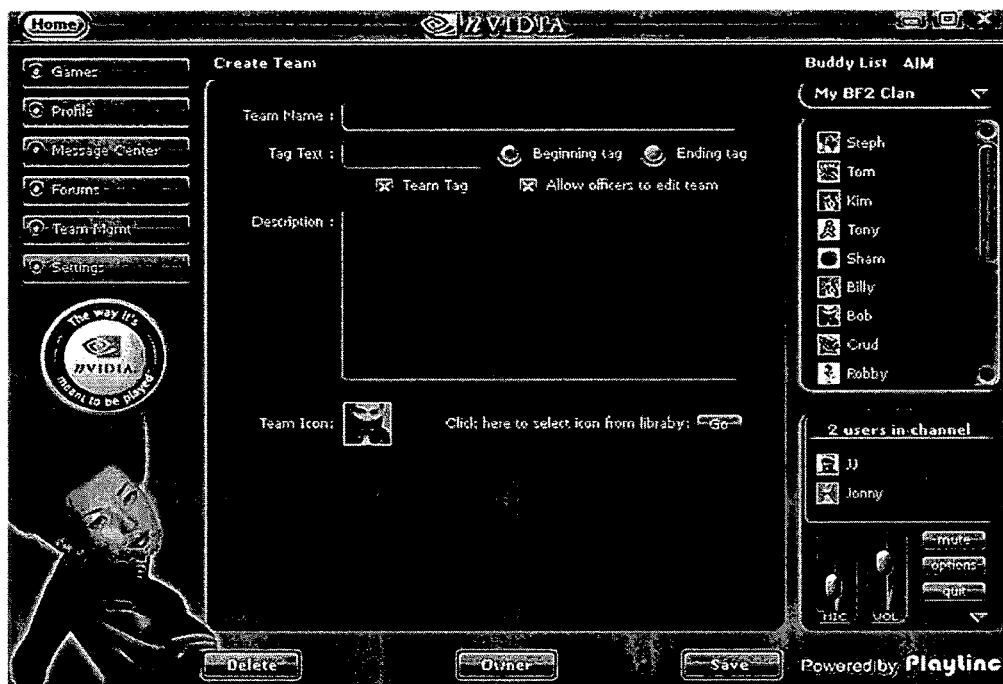 Home
nVIDIA
Games
Profile
Message Center
Forums
Team Mgmt
Settings
The way it's
nVIDIA
meant to be played
Create Team
Team Name :
Tag Text :
Beginning tag
Ending tag
Team Tag
Allow officers to edit team
Description :
Team Icon:
Click here to select icon from libraby:
Go
Delete
Owner
Save
Buddy List AIM
My BF2 Clan
Steph
Tom
Kim
Tony
Sham
Billy
Bob
Crud
Robby
2 users in channel
JJ
Jonny
mute
options
quit
MIC VOL
Powered by Playlinc